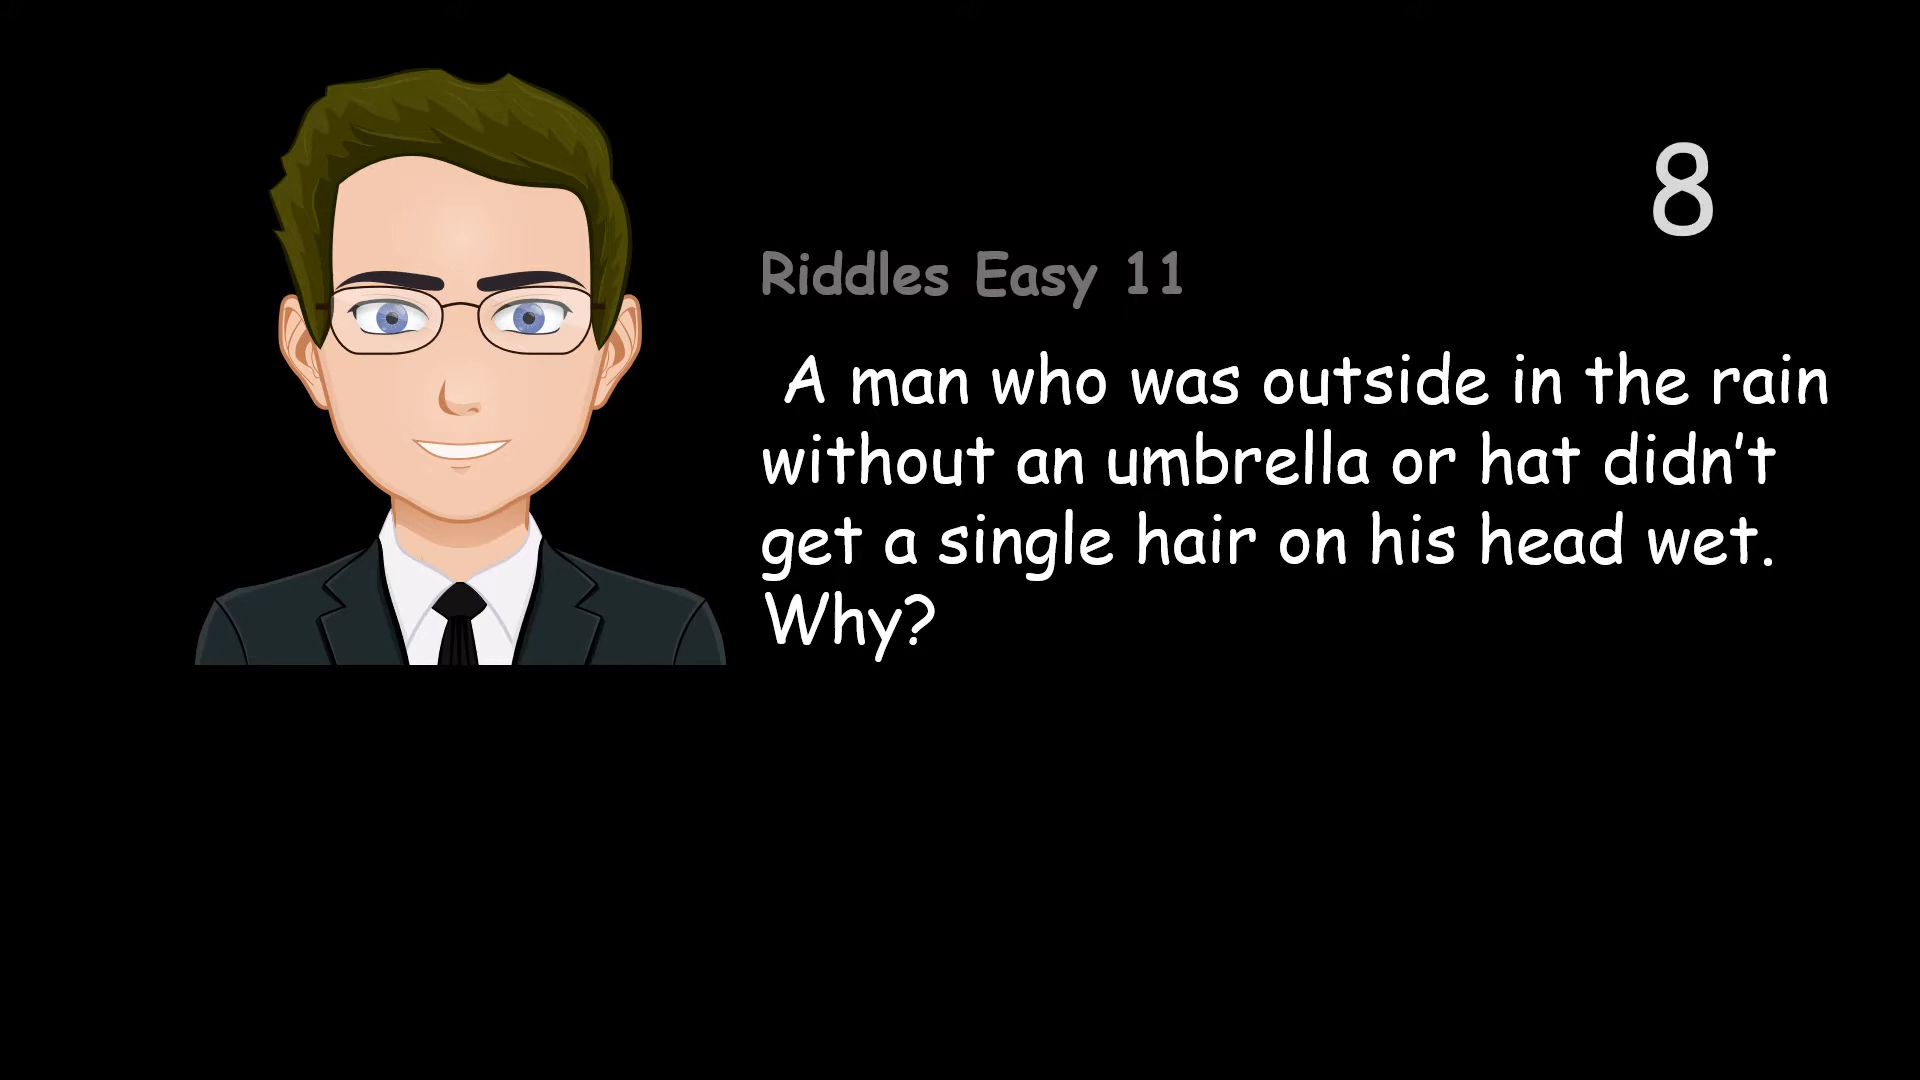 8
Riddles Easy 11
A man who was outside in the rain
without an umbrella or hat didn't
get a single hair on his head wet.
Why?